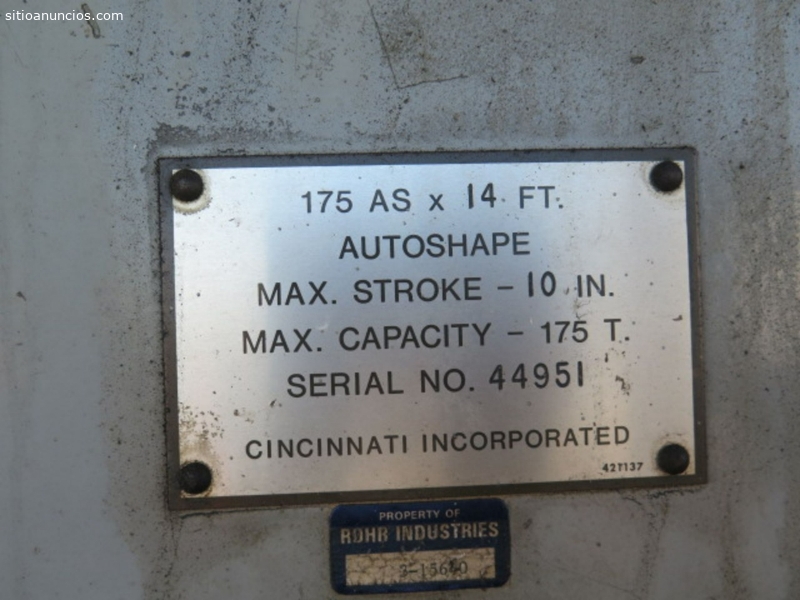 sitioanuncios.com
175 AS x 14 FT.
AUTOSHAPE
MAX. STROKE - 10 IN.
MAX. CAPACITY - 175 T.
SERIAL NO. 44951
CINCINNATI INCORPORATED
427137
PROPERTY OF
ROHR INDUSTRIES